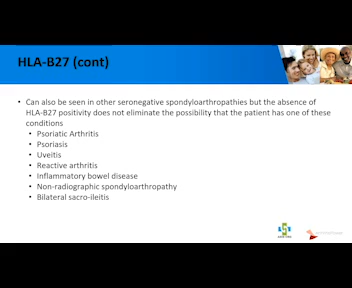 HLA-B27 (cont)
• Can also be seen in other seronegative spondyloarthropathies but the absence of
HLA-B27 positivity does not eliminate the possibility that the patient has one of these
conditions
• Psoriatic Arthritis
• Psoriasis
• Uveitis
• Reactive arthritis
• Inflammatory bowel disease
• Non-radiographic spondyloarthropathy
• Bilateral sacro-ileitis